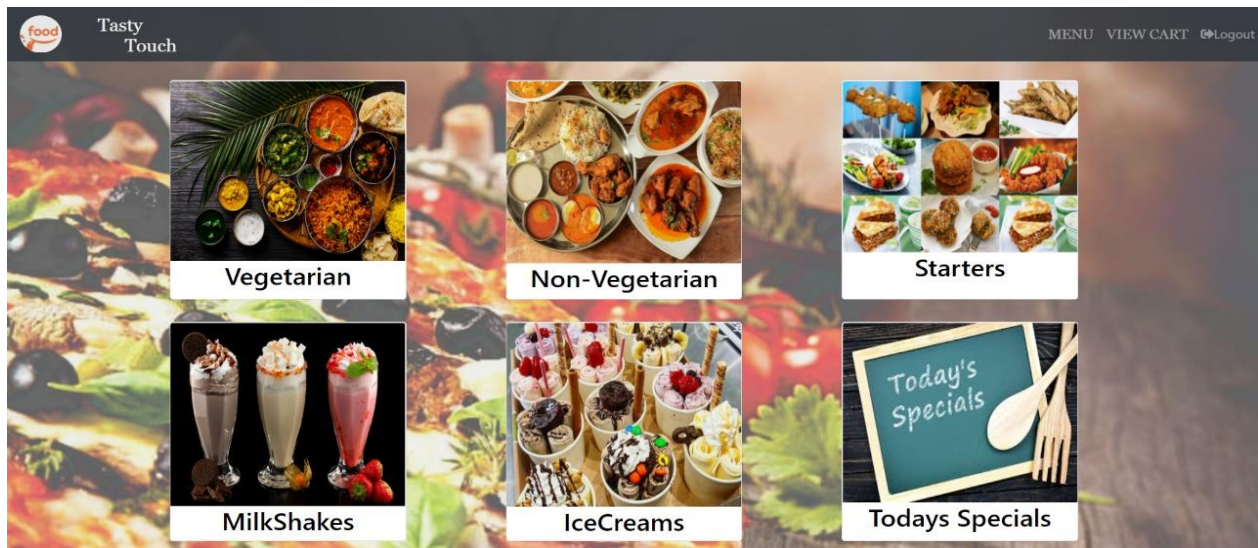 food
Tasty
Touch
MENU VIEW CART Logout
Vegetarian
Non-Vegetarian
Starters
Today's
Specials
MilkShakes
IceCreams
Todays Specials